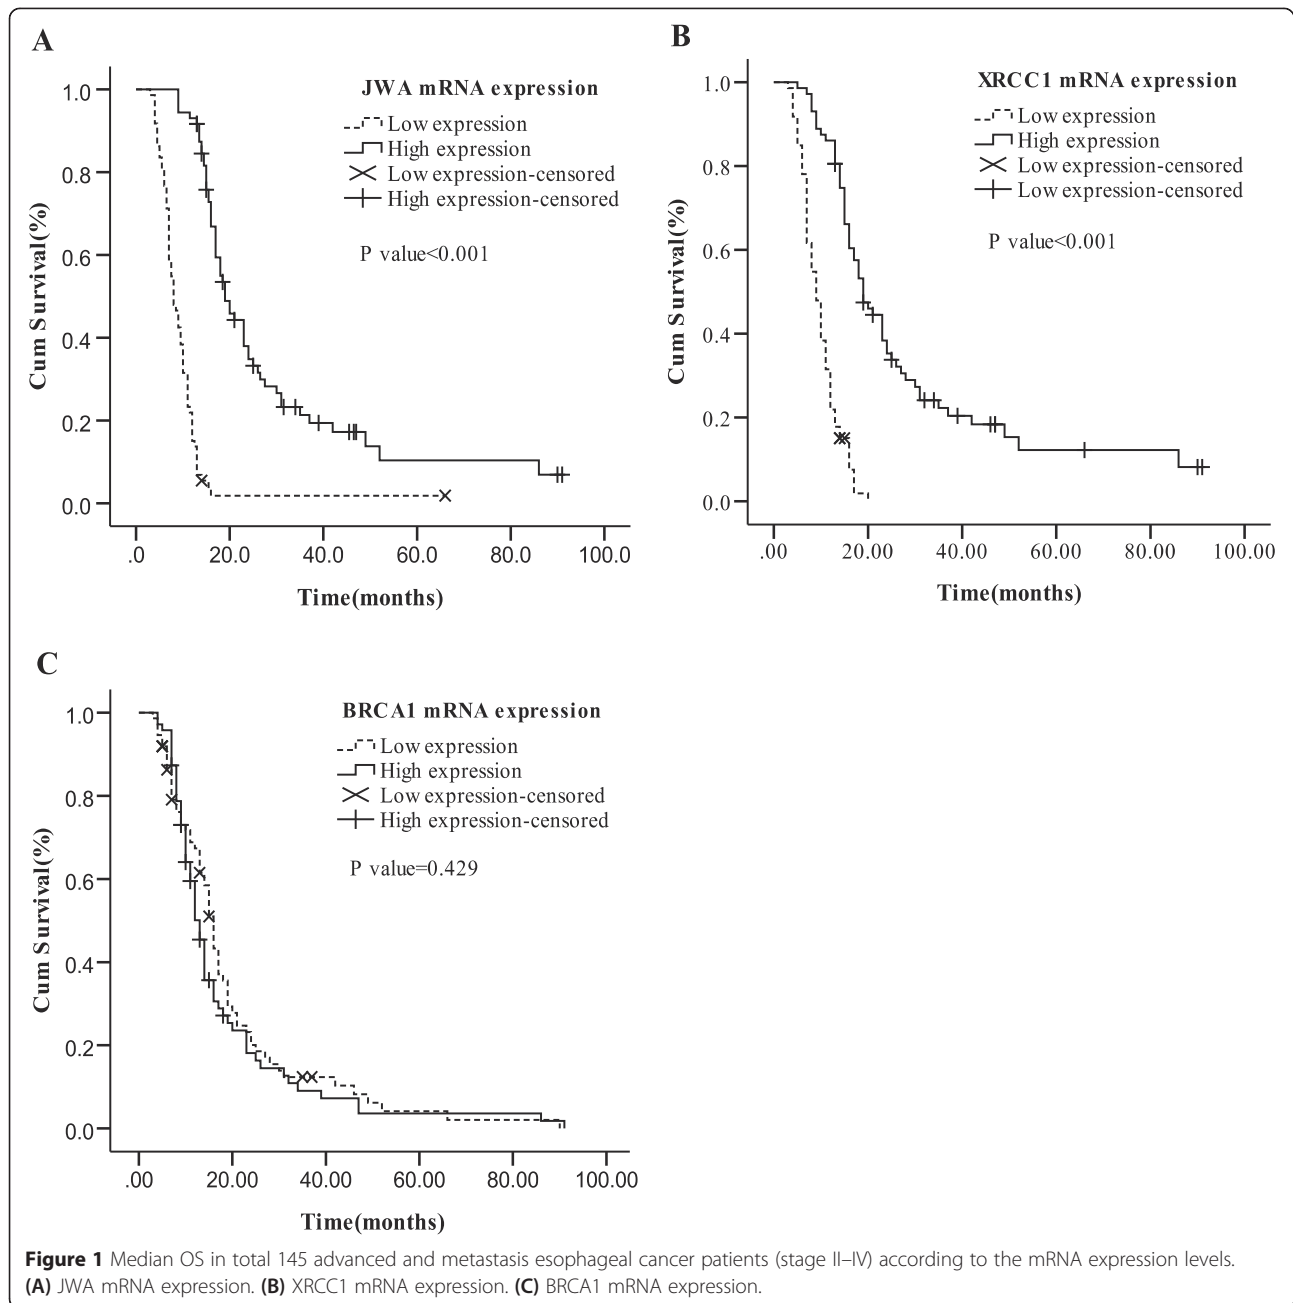 A
JWA mRNA expression
Low expression
High expression
Low expression-censored
High expression-censored
P value<0.001
Cum Survival(%)
1.0
0.8
0.6
0.4
0.2
0.0
.0 20.0 40.0 60.0 80.0 100.0
Time(months)
B
XRCC1 mRNA expression
Low expression
High expression
Low expression-censored
Low expression-censored
P value<0.001
Cum Survival(%)
1.0
0.8
0.6
0.4
0.2
0.0
.00 20.00 40.00 60.00 80.00 100.00
Time(months)
C
BRCA1 mRNA expression
Low expression
High expression
Low expression-censored
High expression-censored
P value=0.429
Cum Survival(%)
1.0
0.8
0.6
0.4
0.2
0.0
.00 20.00 40.00 60.00 80.00 100.00
Time(months)
Figure 1 Median OS in total 145 advanced and metastasis esophageal cancer patients (stage II–IV) according to the mRNA expression levels.
(A) JWA mRNA expression. (B) XRCC1 mRNA expression. (C) BRCA1 mRNA expression.